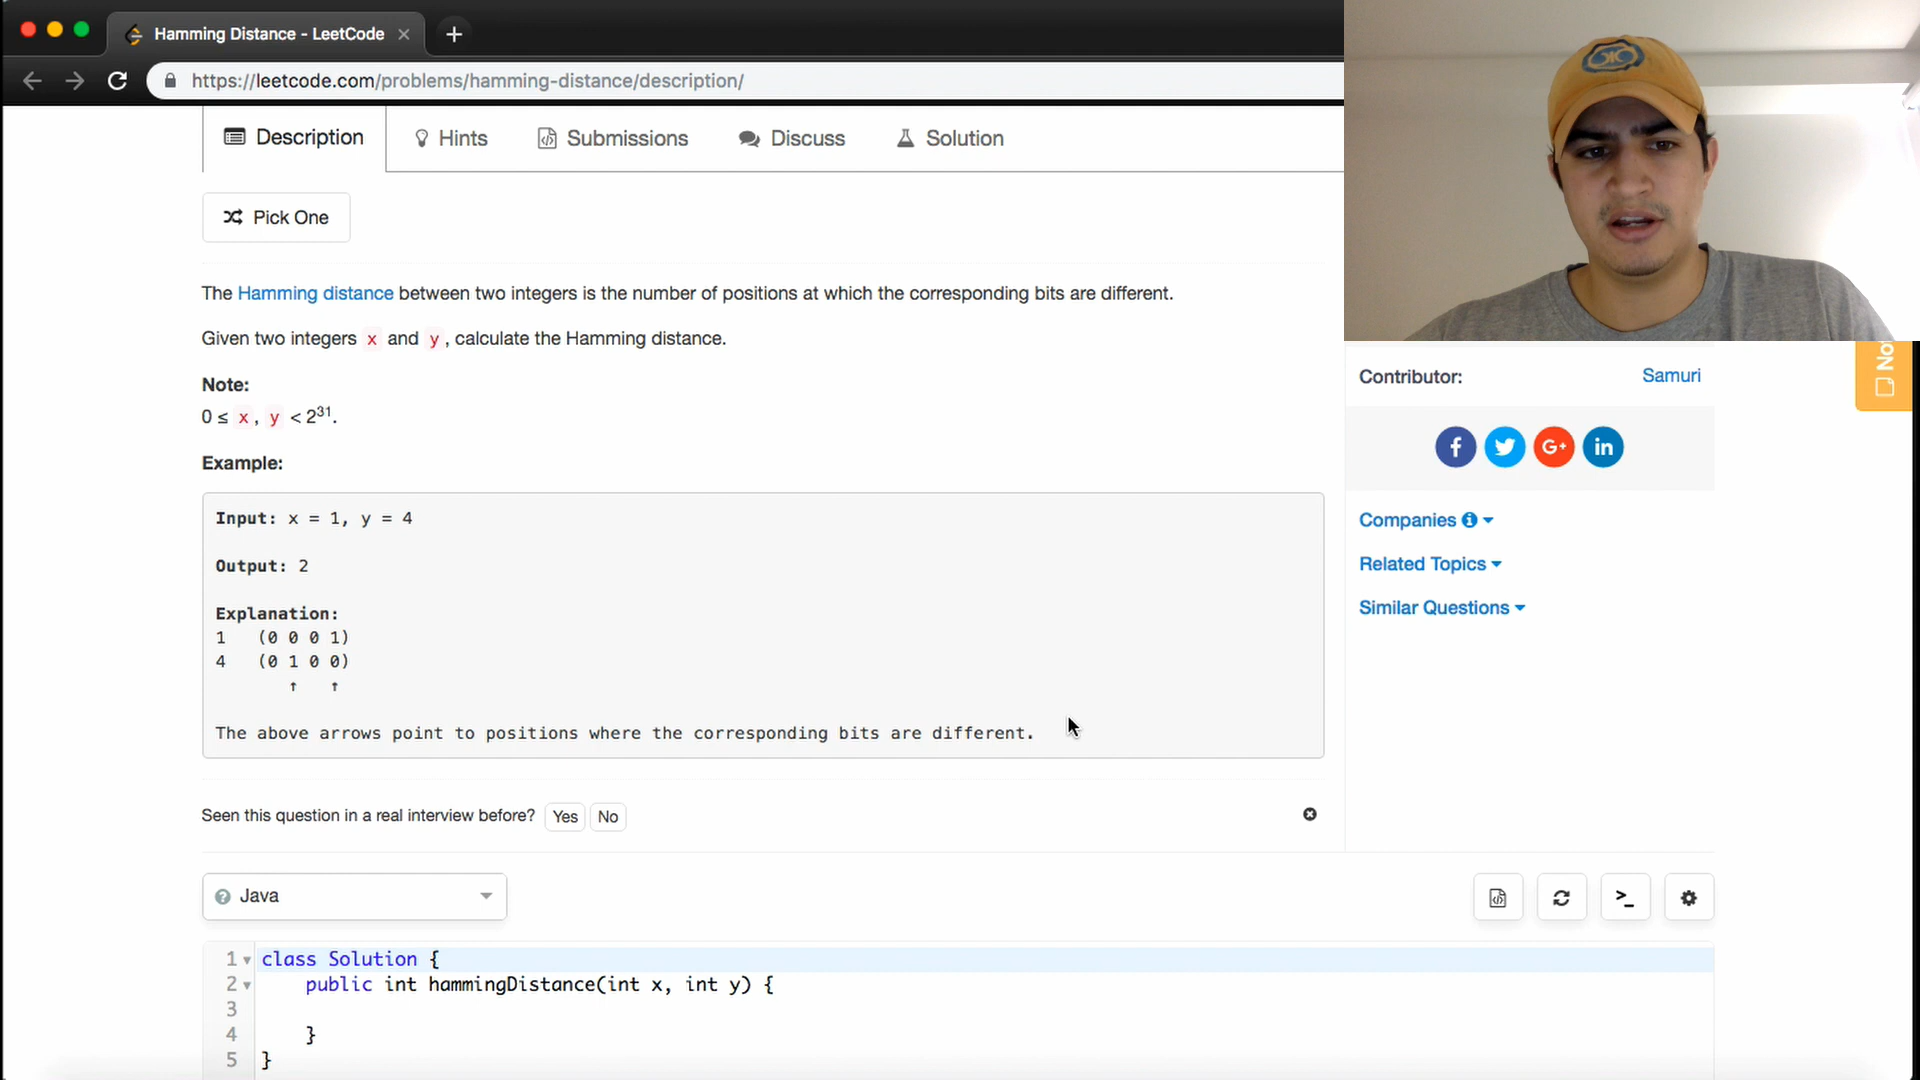 Hamming Distance - LeetCode
https://leetcode.com/problems/hamming-distance/description/
Description
Hints
Submissions
Discuss
Solution
Pick One
The Hamming distance between two integers is the number of positions at which the corresponding bits are different.
Given two integers x and y, calculate the Hamming distance.
Note:
0 ≤ x, y < 2³¹.
Example:
Input: x = 1, y = 4
Output: 2
Explanation:
1   (0 0 0 1)
4   (0 1 0 0)
↑   ↑
The above arrows point to positions where the corresponding bits are different.
Contributor: Samuri
f G+ in
Companies
Related Topics
Similar Questions
No
Seen this question in a real interview before? Yes No
Java
>_
1 class Solution {
2 public int hammingDistance(int x, int y) {
3
4 }
5 }